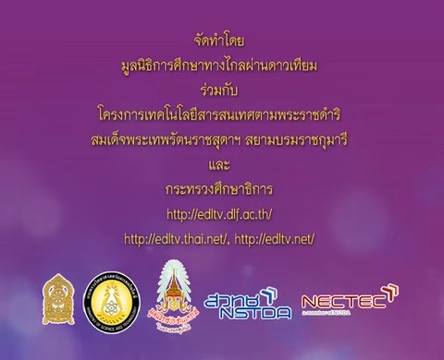 จัดทำโดย
มูลนิธิการศึกษาทางไกลผ่านดาวเทียม
ร่วมกับ
โครงการเทคโนโลยีสารสนเทศตามพระราชดำริ
สมเด็จพระเทพรัตนราชสุดาฯ สยามบรมราชกุมารี
และ
กระทรวงศึกษาธิการ
http://edltv.dlf.ac.th/
http://edltv.thai.net/, http://edltv.net/
สวทช
NSTDA
NECTEC
a member of NSTDA